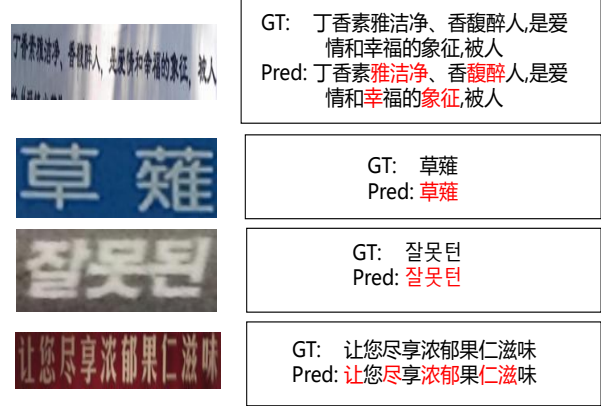 丁香素雅洁净、香馥醉人, 是爱情和幸福的象征, 被人
GT: 丁香素雅洁净、香馥醉人,是爱
情和幸福的象征,被人
Pred: 丁香素雅洁净、香馥醉人,是爱
情和幸福的象征,被人
草薙
GT: 草薙
Pred: 草薙
잘못된
GT: 잘못턴
Pred: 잘못턴
让您尽享浓郁果仁滋味
GT: 让您尽享浓郁果仁滋味
Pred: 让您尽享浓郁果仁滋味